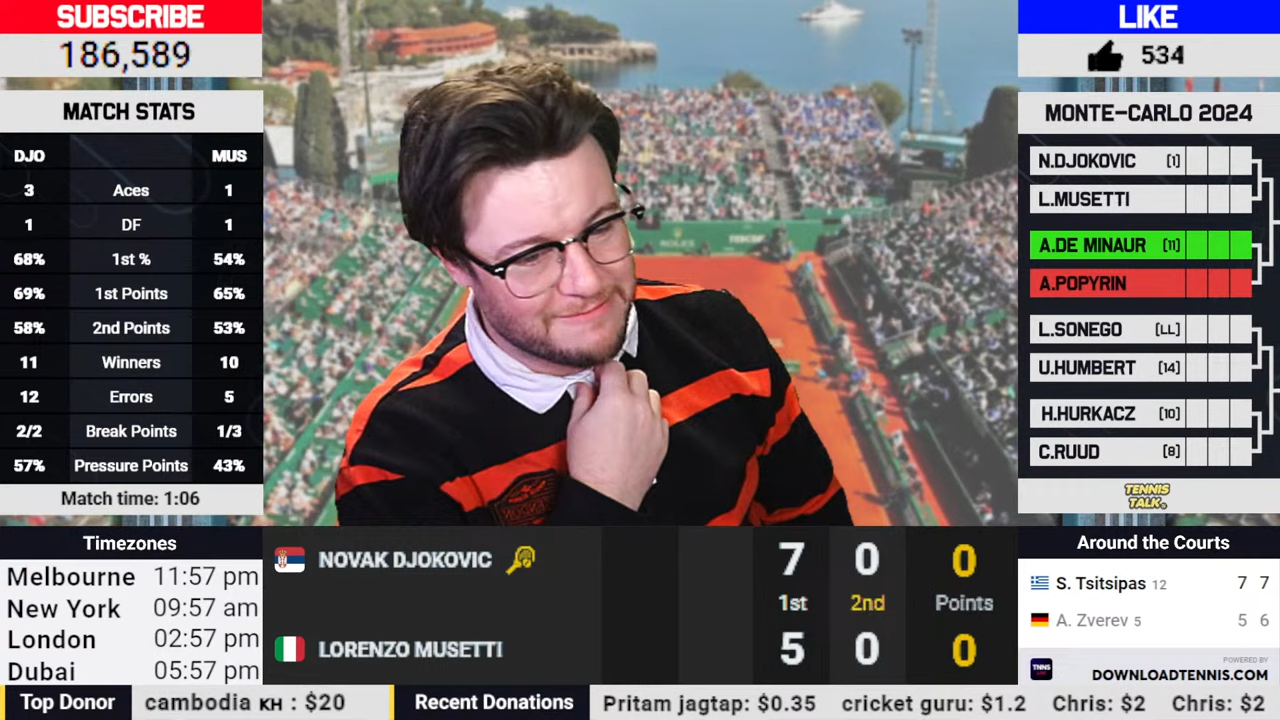 SUBSCRIBE
186,589
MATCH STATS
DJO MUS
3 Aces 1
1 DF 1
68% 1st % 54%
69% 1st Points 65%
58% 2nd Points 53%
11 Winners 10
12 Errors 5
2/2 Break Points 1/3
57% Pressure Points 43%
Match time: 1:06
Timezones
Melbourne 11:57 pm
New York 09:57 am
London 02:57 pm
Dubai 05:57 pm
ROLEX
NOVAK DJOKOVIC 7 0 0
1st 2nd Points
LORENZO MUSETTI 5 0 0
LIKE
534
MONTE-CARLO 2024
N.DJOKOVIC [1]
L.MUSETTI
A.DE MINAUR [11]
A.POPYRIN
L.SONEGO [LL]
U.HUMBERT [14]
H.HURKACZ [10]
C.RUUD [8]
TENNIS
TALK.
Around the Courts
S. Tsitsipas 12 7 7
A. Zverev 5 5 6
POWERED BY
TNNS
DOWNLOADTENNIS.COM
Top Donor cambodia KH : $20 Recent Donations Pritam jagtap: $0.35 cricket guru: $1.2 Chris: $2 Chris: $2